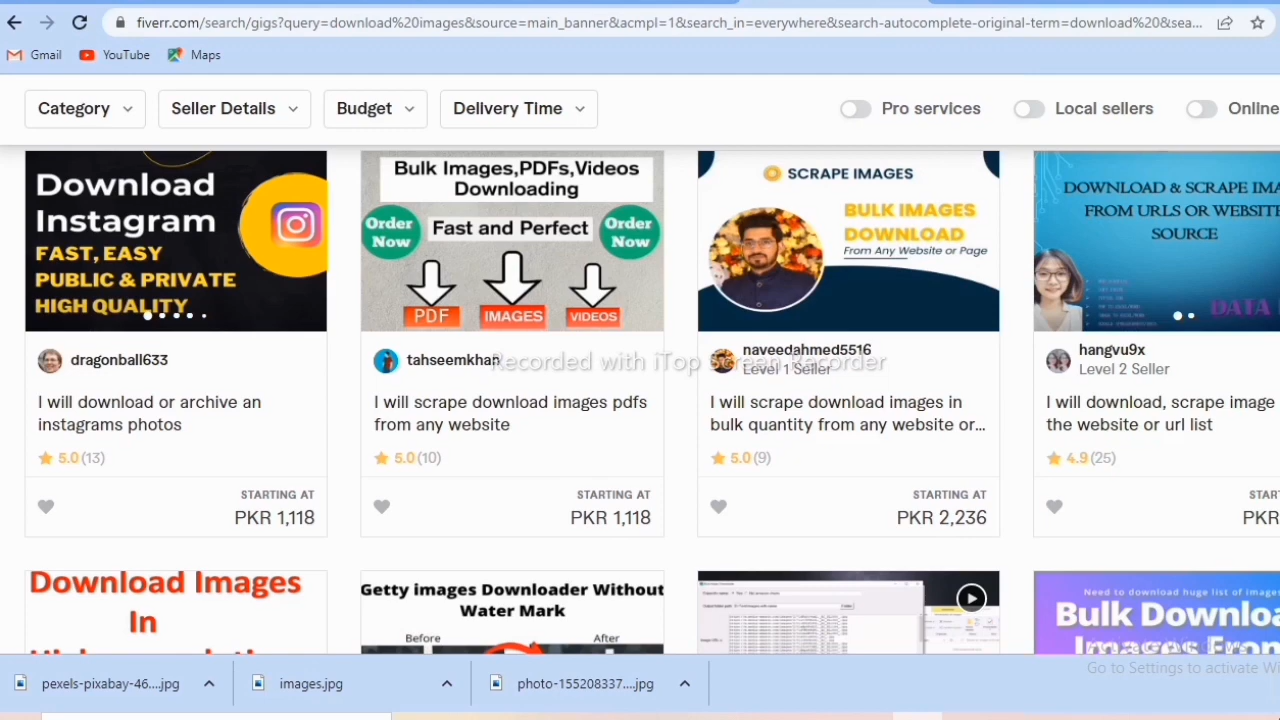 fiverr.com/search/gigs?query=download%20images&source=main_banner&acmpl=1&search_in=everywhere&search-autocomplete-original-term=download%20&sea...
Gmail YouTube Maps
Category Seller Details Budget Delivery TIme Pro services Local sellers Online
Download
Instagram
FAST, EASY
PUBLIC & PRIVATE
HIGH QUALITY
Bulk Images,PDFs,Videos
Downloading
Order
Now
Fast and Perfect
Order
Now
PDF IMAGES VIDEOS
SCRAPE IMAGES
BULK IMAGES
DOWNLOAD
From Any Website or Page
DOWNLOAD & SCRAPE IMA
FROM URLS OR WEBSITE
SOURCE
DATA
dragonball633
I will download or archive an
instagrams photos
5.0 (13)
STARTING AT
PKR 1,118
tahseemkhan
I will scrape download images pdfs
from any website
5.0 (10)
STARTING AT
PKR 1,118
naveedahmed5516
Level 1 Seller
I will scrape download images in
bulk quantity from any website or...
5.0 (9)
STARTING AT
PKR 2,236
hangvu9x
Level 2 Seller
I will download, scrape image
the website or url list
4.9 (25)
START
PKR
Recorded with iTop Screen Recorder
Download Images
In
Getty images Downloader Without
Water Mark
Before After
Need to download huge list of images
Bulk Downloa
Go to Settings to activate Wi
pexels-pixabay-46....jpg
images.jpg
photo-155208337....jpg